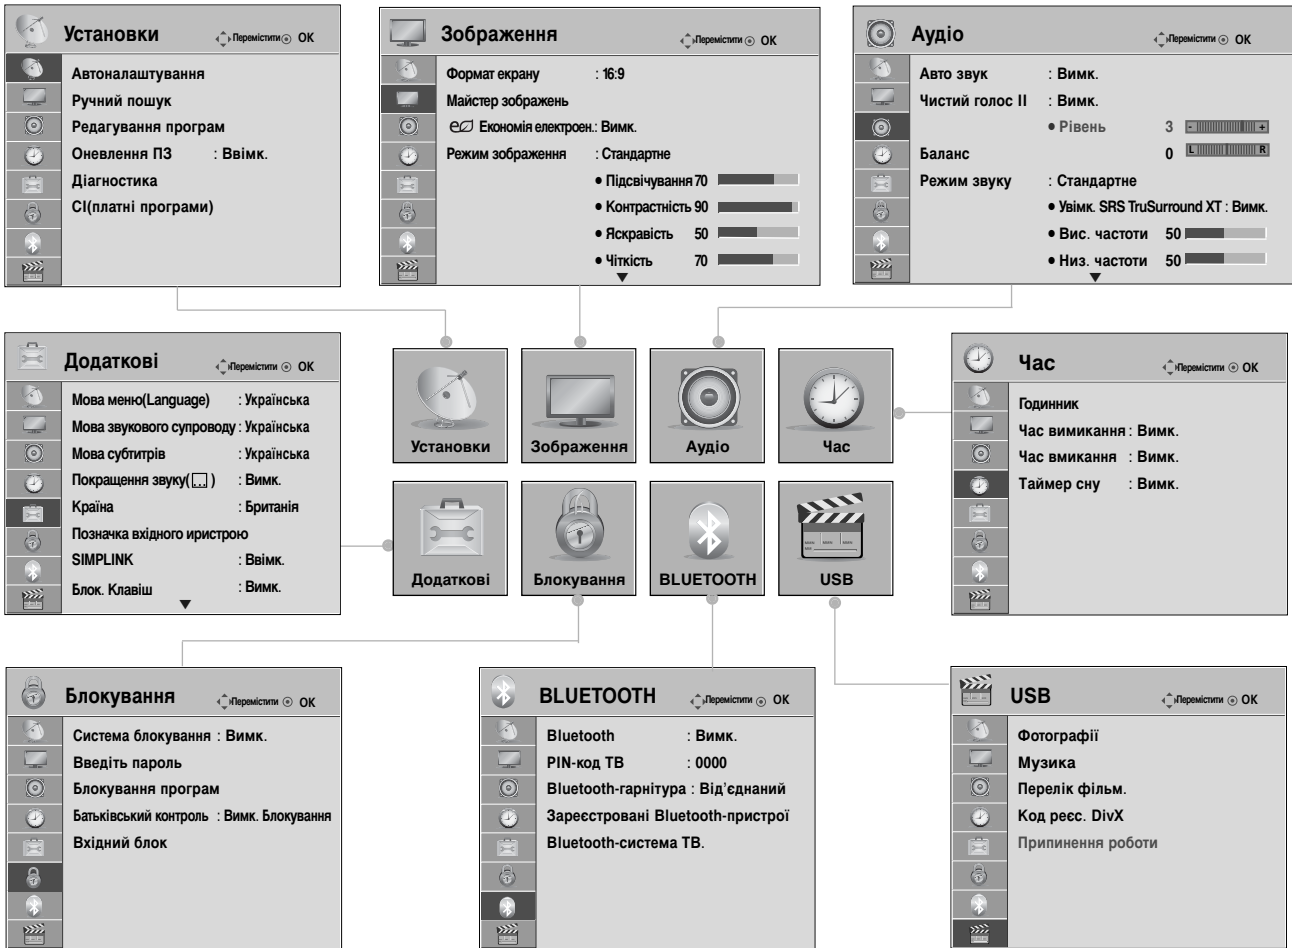 Установки Перемістити OK
Автоналаштування
Ручний пошук
Редагування програм
Оневлення ПЗ : Ввімк.
Діагностика
CI(платні програми)
Зображення Перемістити OK
Формат екрану : 16:9
Майстер зображень
e Економія електроен.: Вимк.
Режим зображення : Стандартне
• Підсвічування 70
• Контрастність 90
• Яскравість 50
• Чіткість 70
Аудіо Перемістити OK
Авто звук : Вимк.
Чистий голос II : Вимк.
• Рівень 3 - +
Баланс 0 L R
Режим звуку : Стандартне
• Увімк. SRS TruSurround XT : Вимк.
• Вис. частоти 50
• Низ. частоти 50
Додаткові Перемістити OK
Мова меню(Language) : Українська
Мова звукового супроводу : Українська
Мова субтитрів : Українська
Покращення звуку( ) : Вимк.
Країна : Британія
Позначка вхідного иристрою
SIMPLINK : Ввімк.
Блок. Клавіш : Вимк.
Установки
Зображення
Аудіо
Час
Додаткові
Блокування
BLUETOOTH
USB
Час Перемістити OK
Годинник
Час вимикання : Вимк.
Час вмикання : Вимк.
Таймер сну : Вимк.
Блокування Перемістити OK
Система блокування : Вимк.
Введіть пароль
Блокування програм
Батьківський контроль : Вимк. Блокування
Вхідний блок
BLUETOOTH Перемістити OK
Bluetooth : Вимк.
PIN-код ТВ : 0000
Bluetooth-гарнітура : Від’єднаний
Зареєстровані Bluetooth-пристрої
Bluetooth-система ТВ.
USB Перемістити OK
Фотографії
Музика
Перелік фільм.
Код реєс. DivX
Припинення роботи